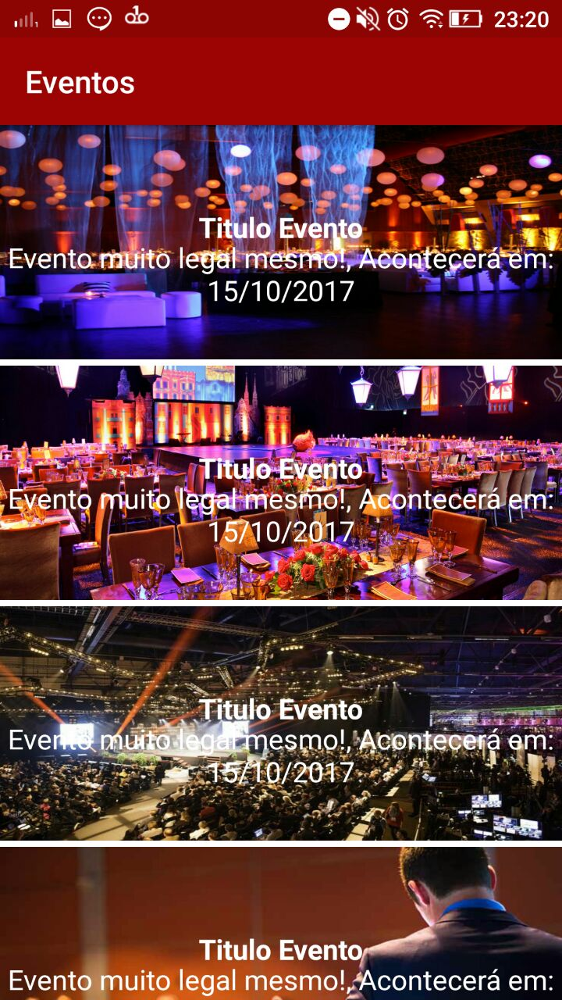 23:20
Eventos
Titulo Evento
Evento muito legal mesmo!, Acontecerá em:
15/10/2017
Titulo Evento
Evento muito legal mesmo!, Acontecerá em:
15/10/2017
Titulo Evento
Evento muito legal mesmo!, Acontecerá em:
15/10/2017
Titulo Evento
Evento muito legal mesmo!, Acontecerá em: